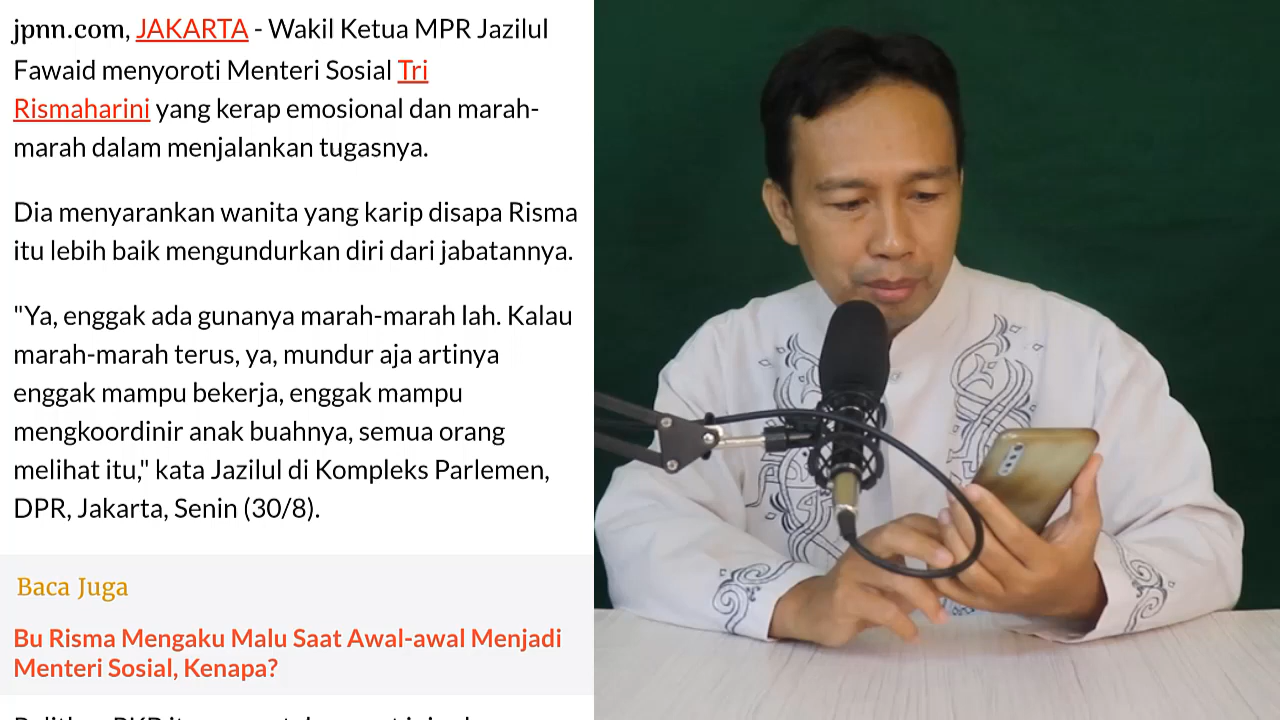 jpnn.com, JAKARTA - Wakil Ketua MPR Jazilul
Fawaid menyoroti Menteri Sosial Tri
Rismaharini yang kerap emosional dan marah-
marah dalam menjalankan tugasnya.
Dia menyarankan wanita yang karip disapa Risma
itu lebih baik mengundurkan diri dari jabatannya.
"Ya, enggak ada gunanya marah-marah lah. Kalau
marah-marah terus, ya, mundur aja artinya
enggak mampu bekerja, enggak mampu
mengkoordinir anak buahnya, semua orang
melihat itu," kata Jazilul di Kompleks Parlemen,
DPR, Jakarta, Senin (30/8).
Baca Juga
Bu Risma Mengaku Malu Saat Awal-awal Menjadi
Menteri Sosial, Kenapa?